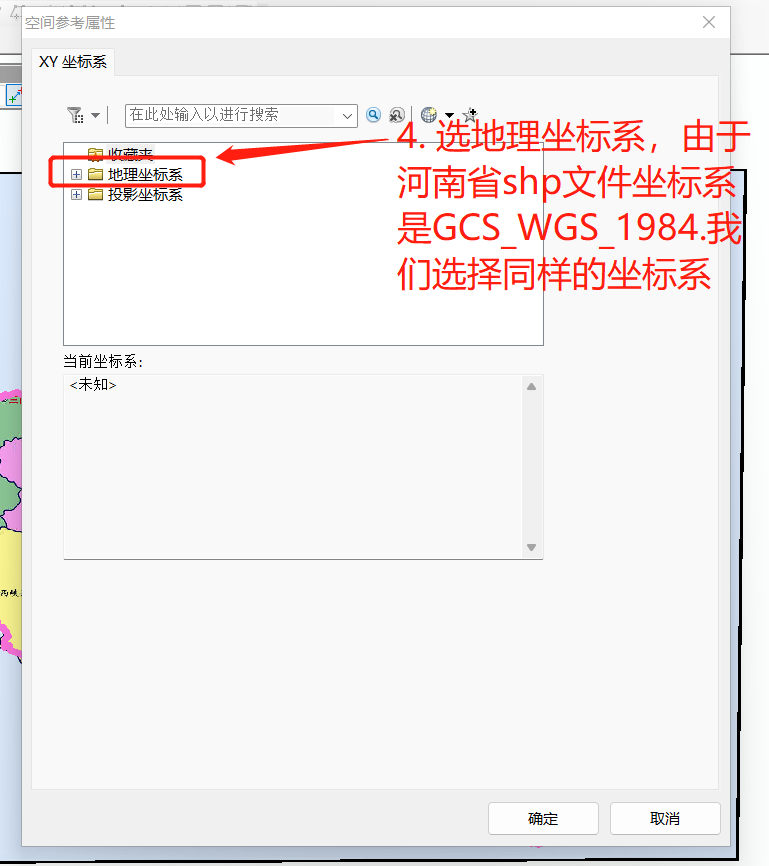 空间参考属性
XY 坐标系
在此处输入以进行搜索
收藏夹
地理坐标系
投影坐标系
4. 选地理坐标系，由于
河南省shp文件坐标系
是GCS_WGS_1984.我
们选择同样的坐标系
当前坐标系:
<未知>
西峡
确定
取消